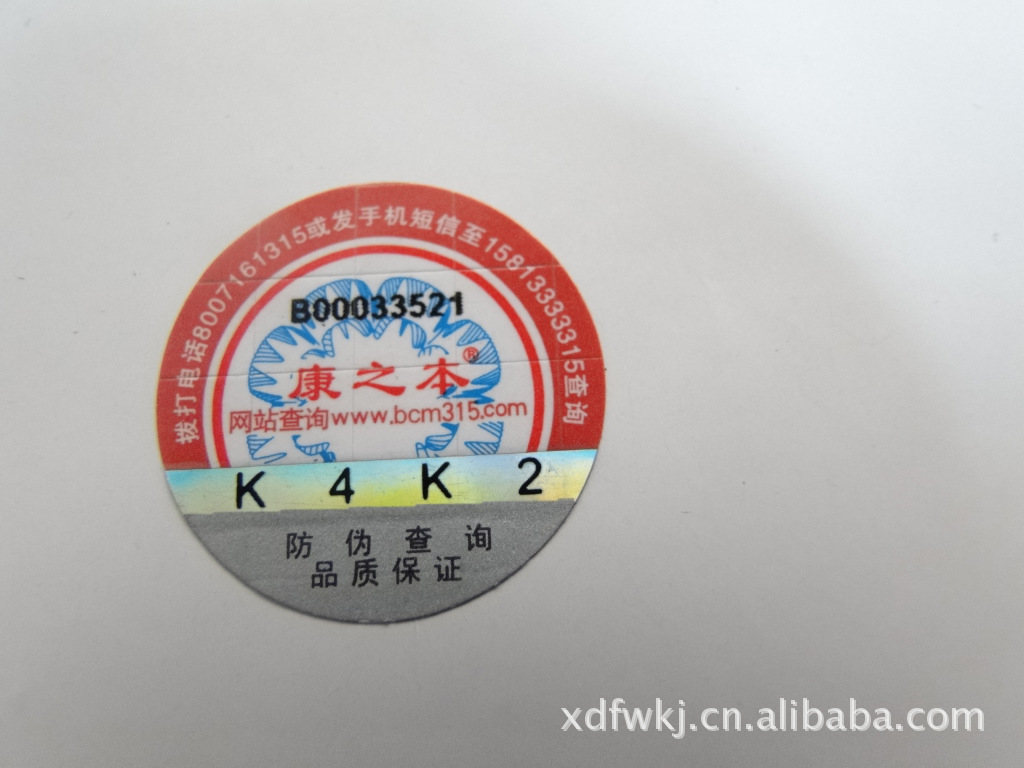 拨打电话8007161315或发手机短信至15813333315查询
B00033521
康之本®
网站查询www.bcm315.com
K 4 K 2
防伪查询
品质保证
xdfwkj.cn.alibaba.com